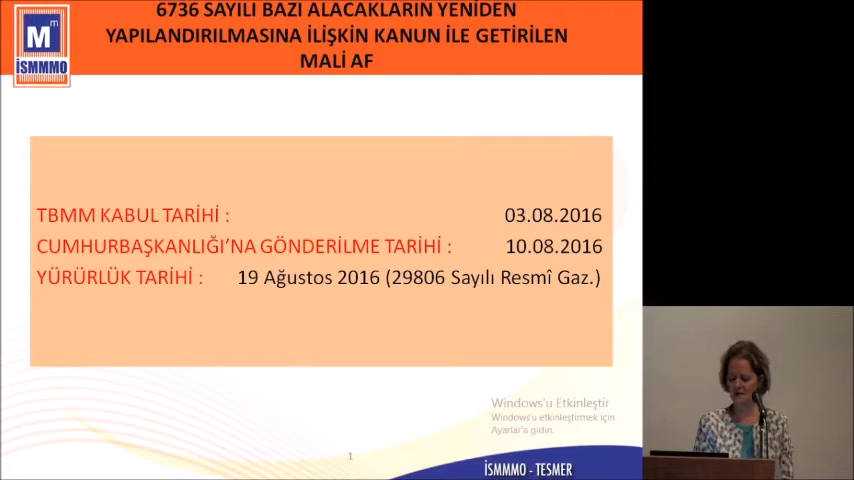 6736 SAYILI BAZI ALACAKLARIN YENİDEN
YAPILANDIRILMASINA İLİŞKİN KANUN İLE GETİRİLEN
MALİ AF
Mm
İSMMMO
TBMM KABUL TARİHİ : 03.08.2016
CUMHURBAŞKANLIĞI’NA GÖNDERİLME TARİHİ : 10.08.2016
YÜRÜRLÜK TARİHİ : 19 Ağustos 2016 (29806 Sayılı Resmî Gaz.)
Windows'u Etkinleştir
Windows'u etkinleştirmek için
Ayarlar'a gidin.
1
İSMMMO - TESMER